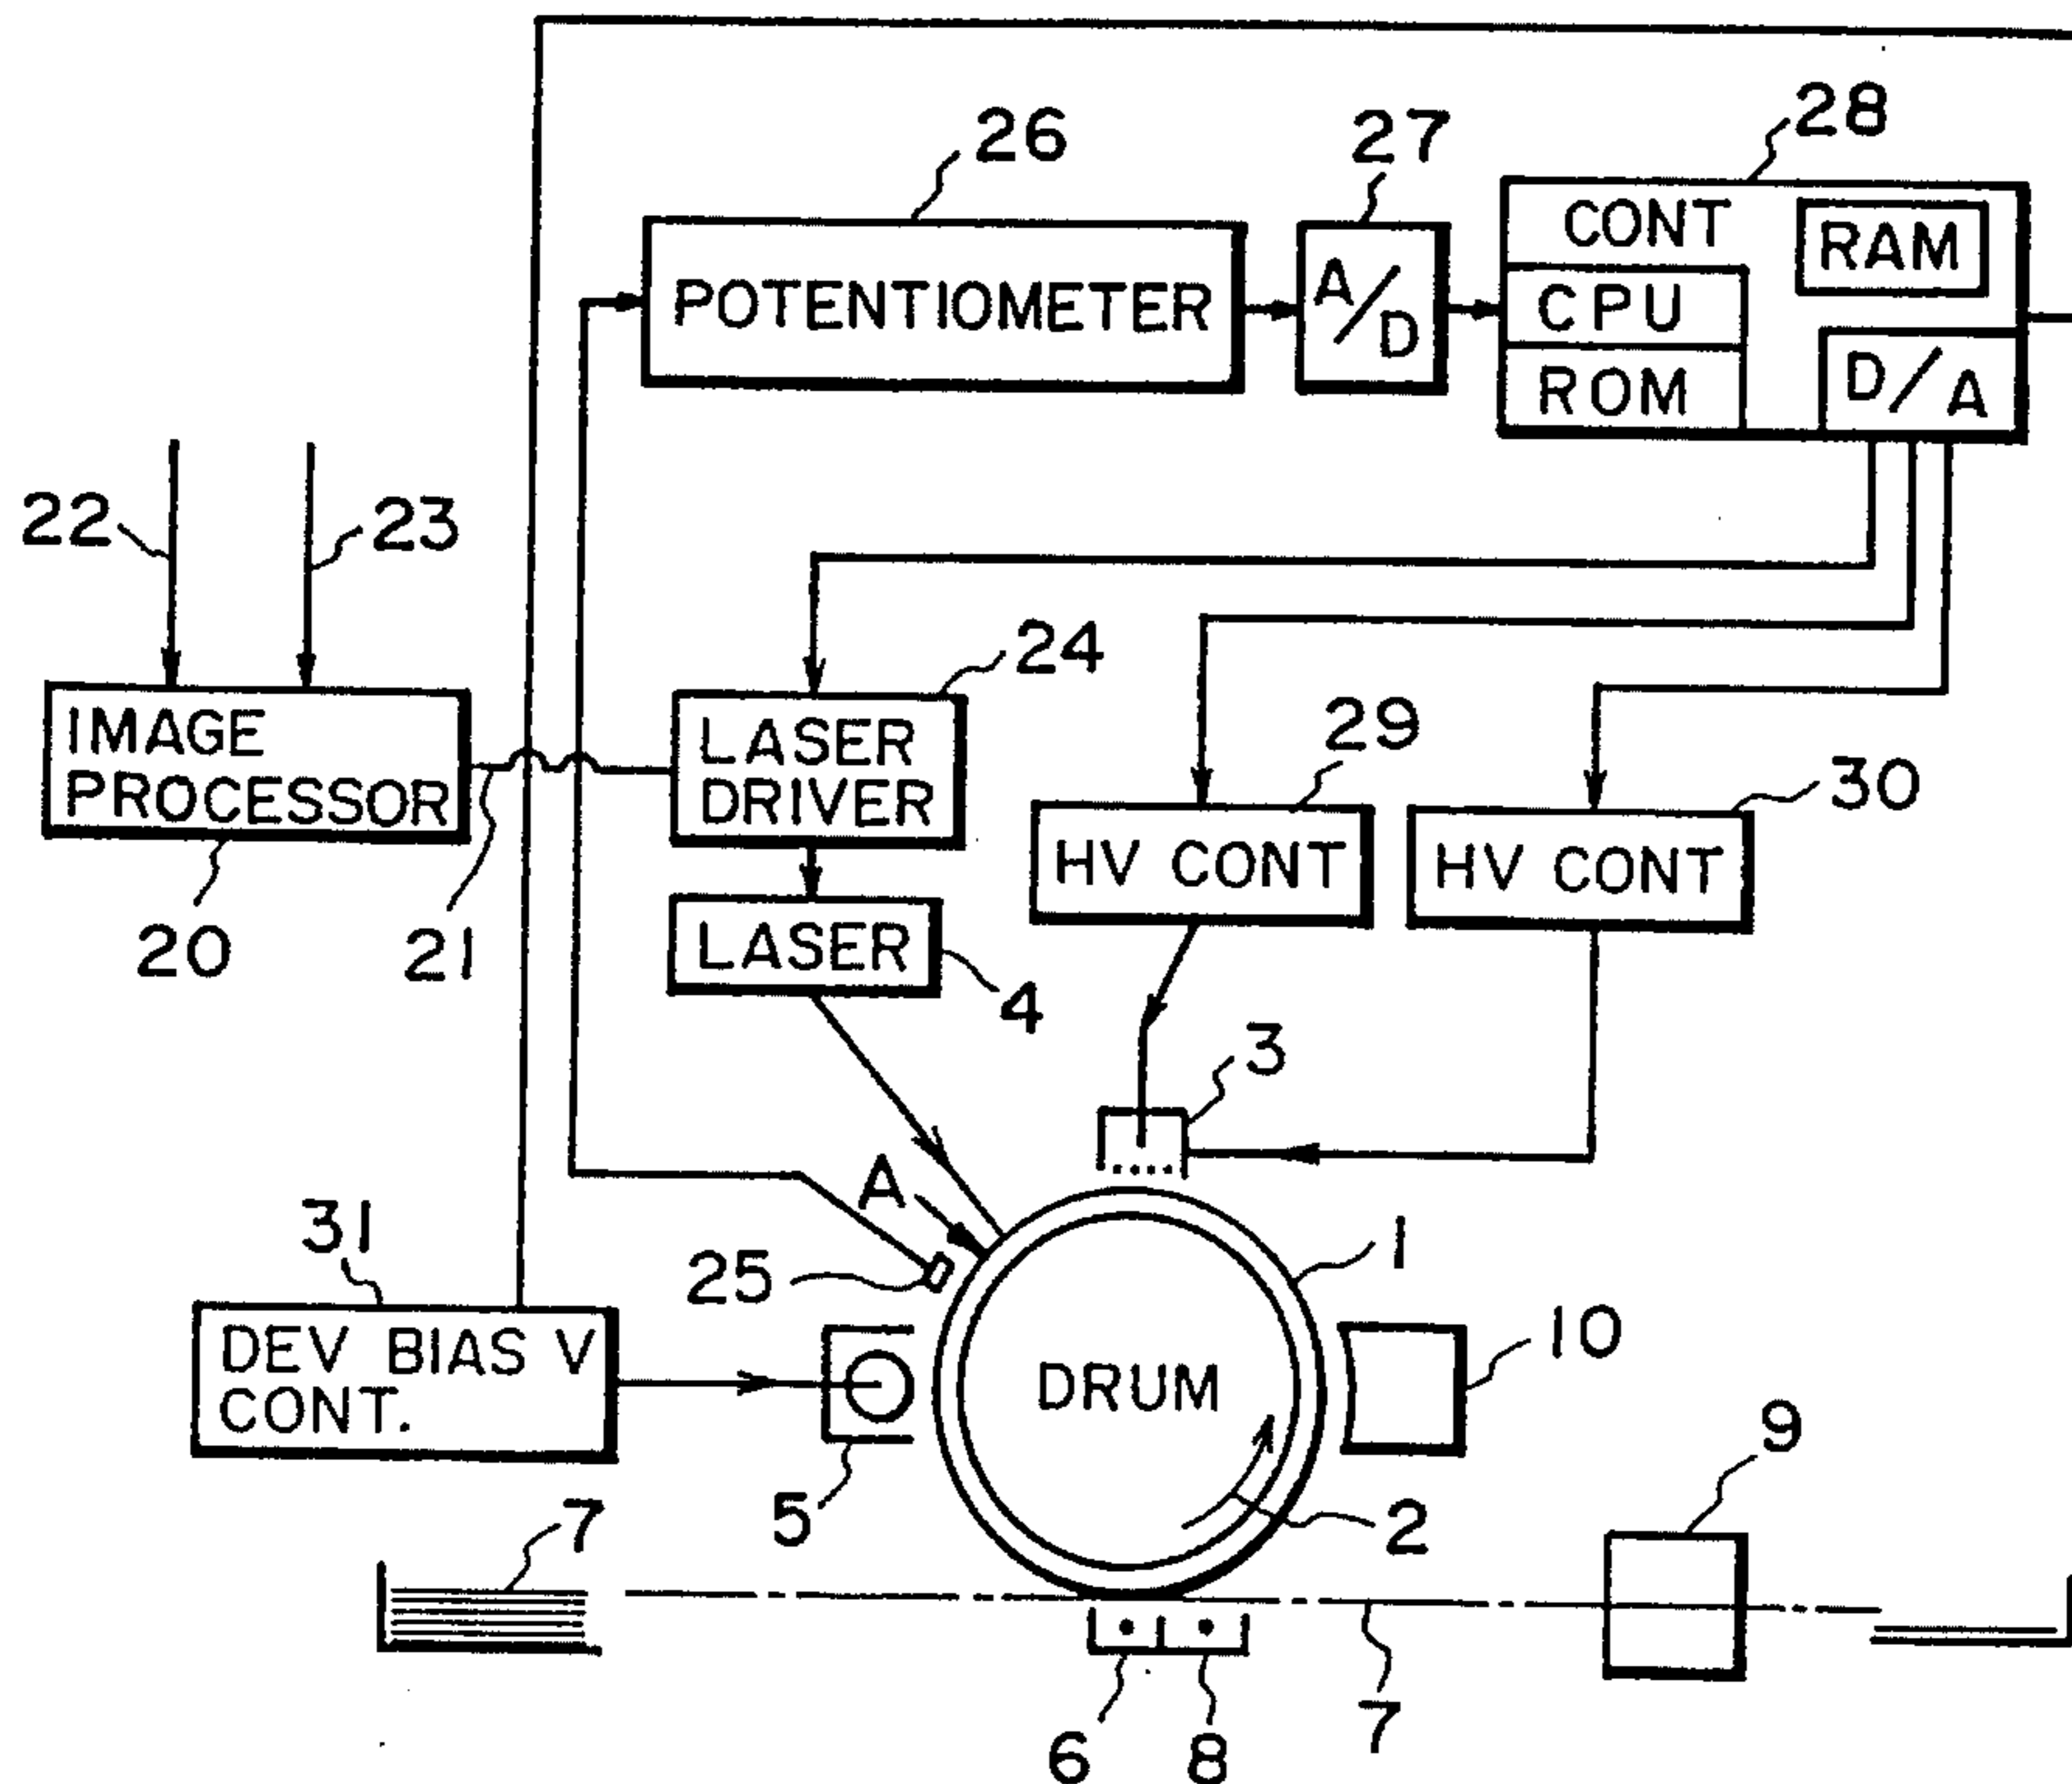 26
27
28
POTENTIOMETER
A/D
CONT
RAM
CPU
ROM
D/A
22
23
24
IMAGE
PROCESSOR
LASER
DRIVER
29
30
HV CONT
HV CONT
20
21
LASER
4
3
A
31
25
1
DEV BIAS V
CONT.
DRUM
10
5
2
9
7
7
6
8